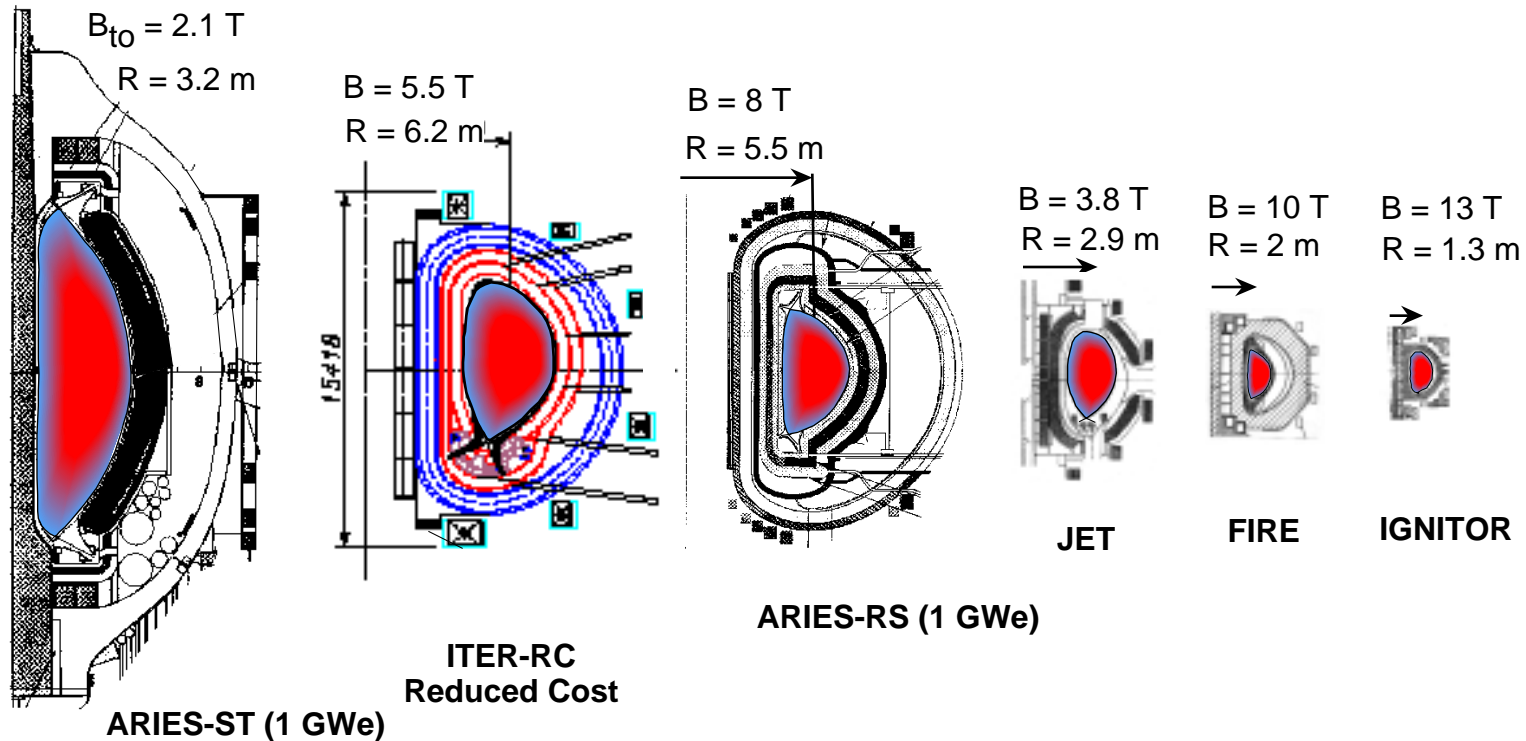 B_to = 2.1 T
R = 3.2 m
B = 5.5 T
R = 6.2 m
B = 8 T
R = 5.5 m
B = 3.8 T
R = 2.9 m
B = 10 T
R = 2 m
B = 13 T
R = 1.3 m
15418
JET
FIRE
IGNITOR
ARIES-RS (1 GWe)
ITER-RC
Reduced Cost
ARIES-ST (1 GWe)